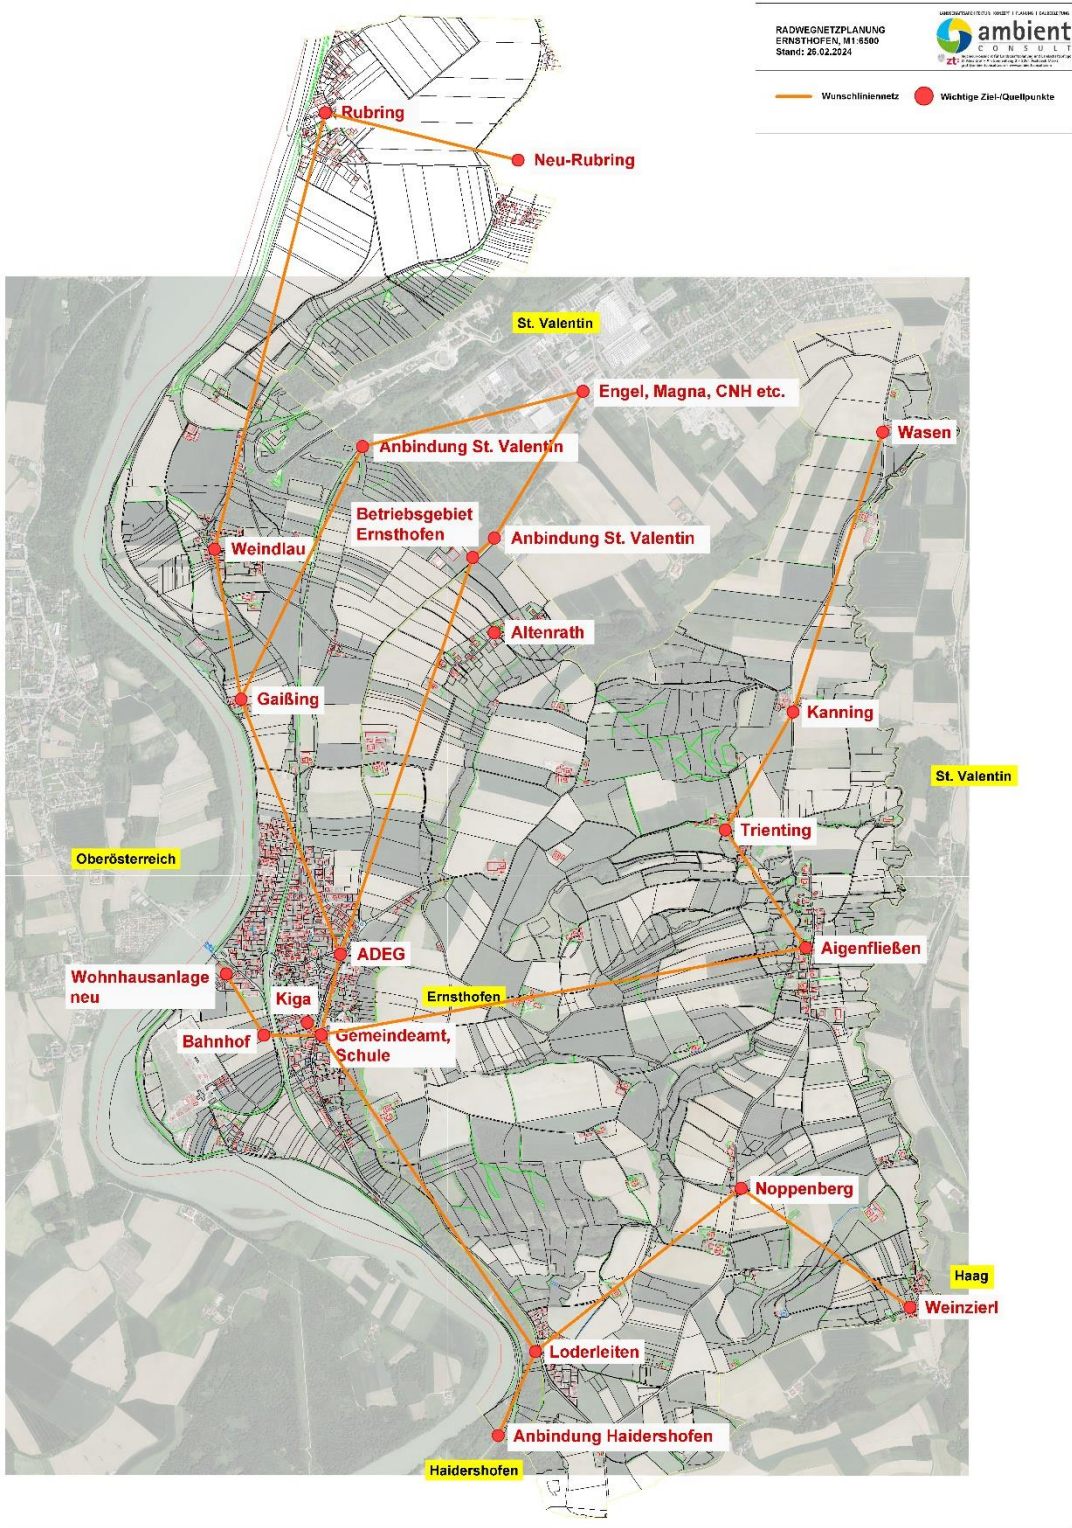 RADWEGNETZPLANUNG
ERNSTHOFEN, M1:6500
Stand: 26.02.2024
ambient
CONSULT
zt:
Wunschliniennetz
Wichtige Ziel-/Quellpunkte
Rubring
Neu-Rubring
St. Valentin
Engel, Magna, CNH etc.
Wasen
Anbindung St. Valentin
Betriebsgebiet
Ernsthofen
Anbindung St. Valentin
Weindlau
Altenrath
Gaißing
Kanning
St. Valentin
Trienting
Oberösterreich
Aigenfließen
ADEG
Wohnhausanlage
neu
Ernsthofen
Kiga
Bahnhof
Gemeindeamt,
Schule
Noppenberg
Haag
Weinzierl
Loderleiten
Anbindung Haidershofen
Haidershofen